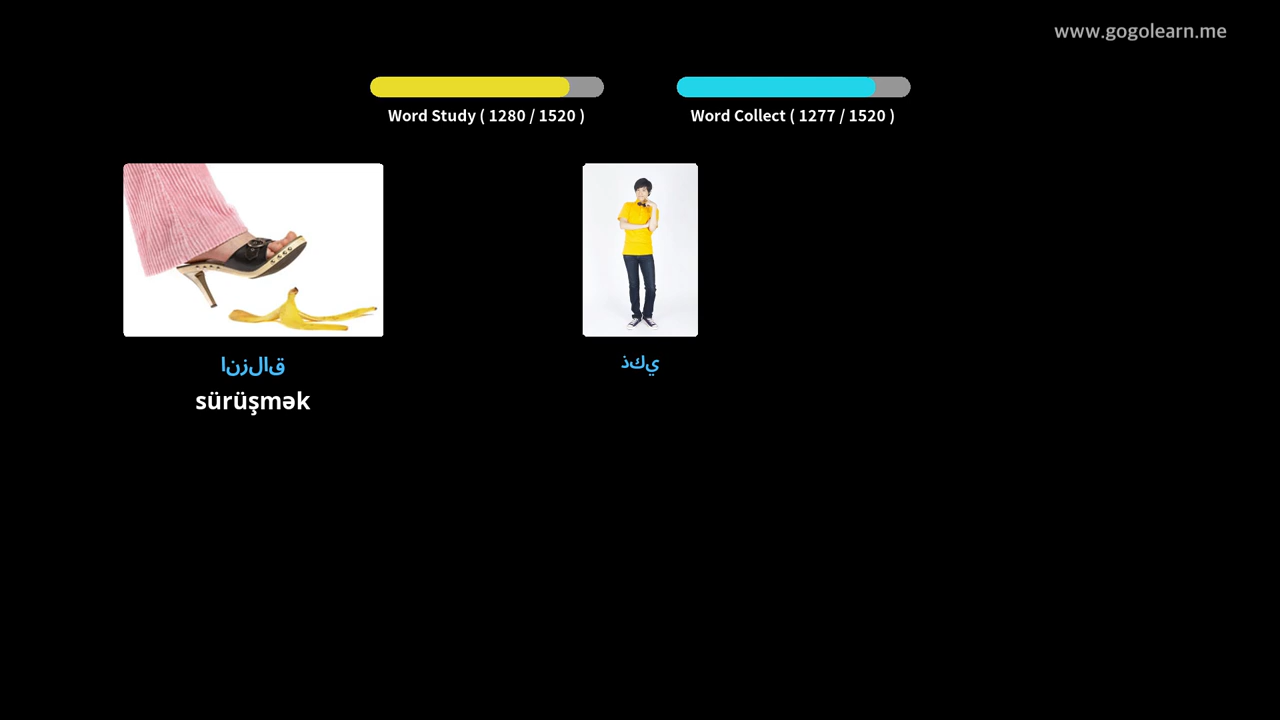 www.gogolearn.me
Word Study ( 1280 / 1520 )
Word Collect ( 1277 / 1520 )
انزلاق
sürüşmək
ذكي